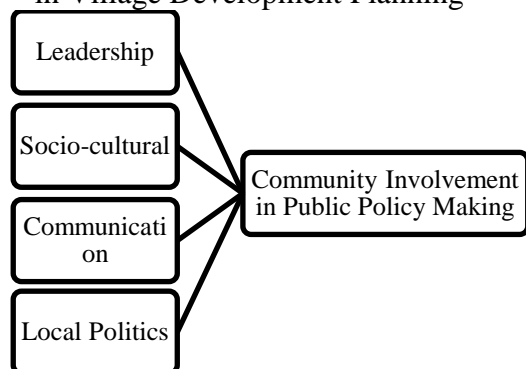 in Village Development Planning
Leadership
Socio-cultural
Communicati
on
Local Politics
Community Involvement
in Public Policy Making